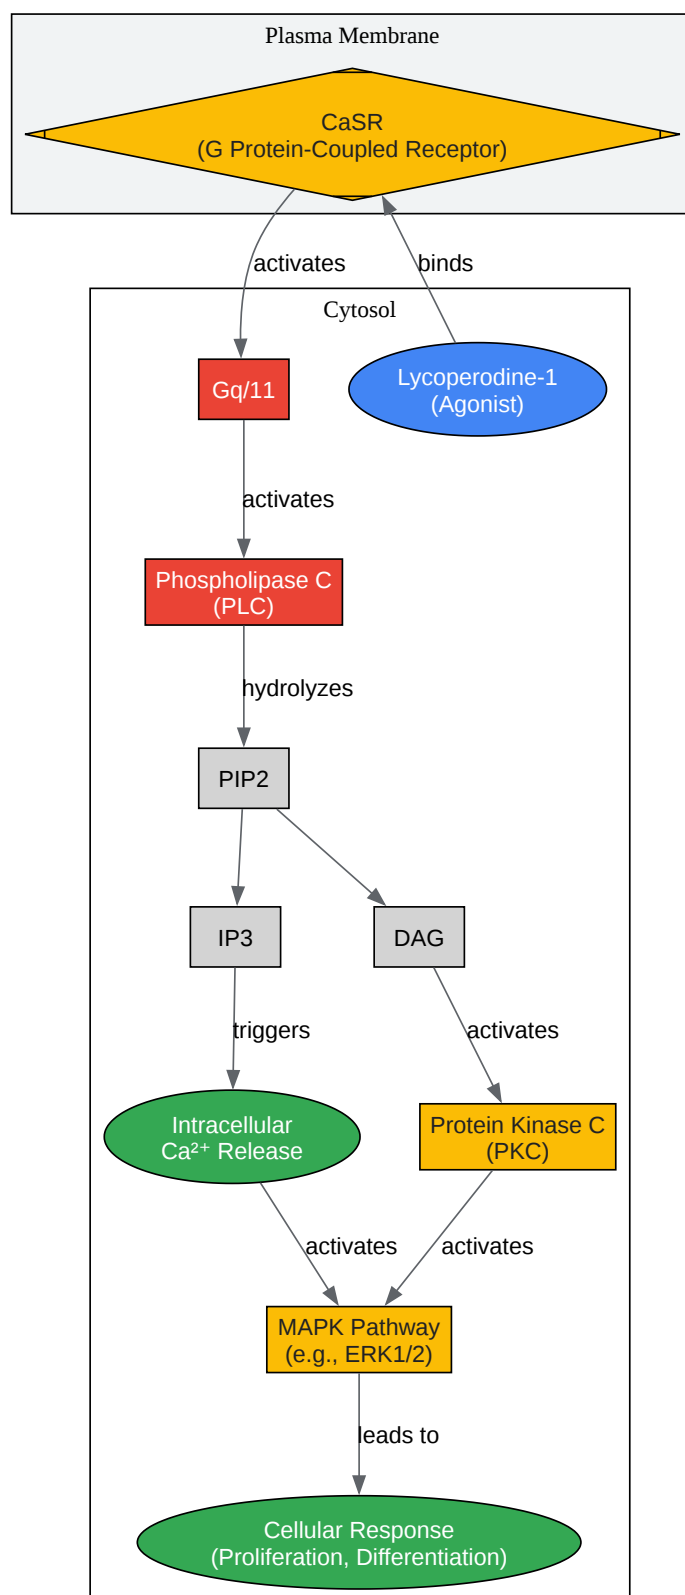 Plasma Membrane
CaSR
(G Protein-Coupled Receptor)
activates
binds
Cytosol
Gq/11
Lycoperodine-1
(Agonist)
activates
Phospholipase C
(PLC)
hydrolyzes
PIP2
IP3
DAG
triggers
activates
Intracellular
Ca²⁺ Release
Protein Kinase C
(PKC)
activates
activates
MAPK Pathway
(e.g., ERK1/2)
leads to
Cellular Response
(Proliferation, Differentiation)